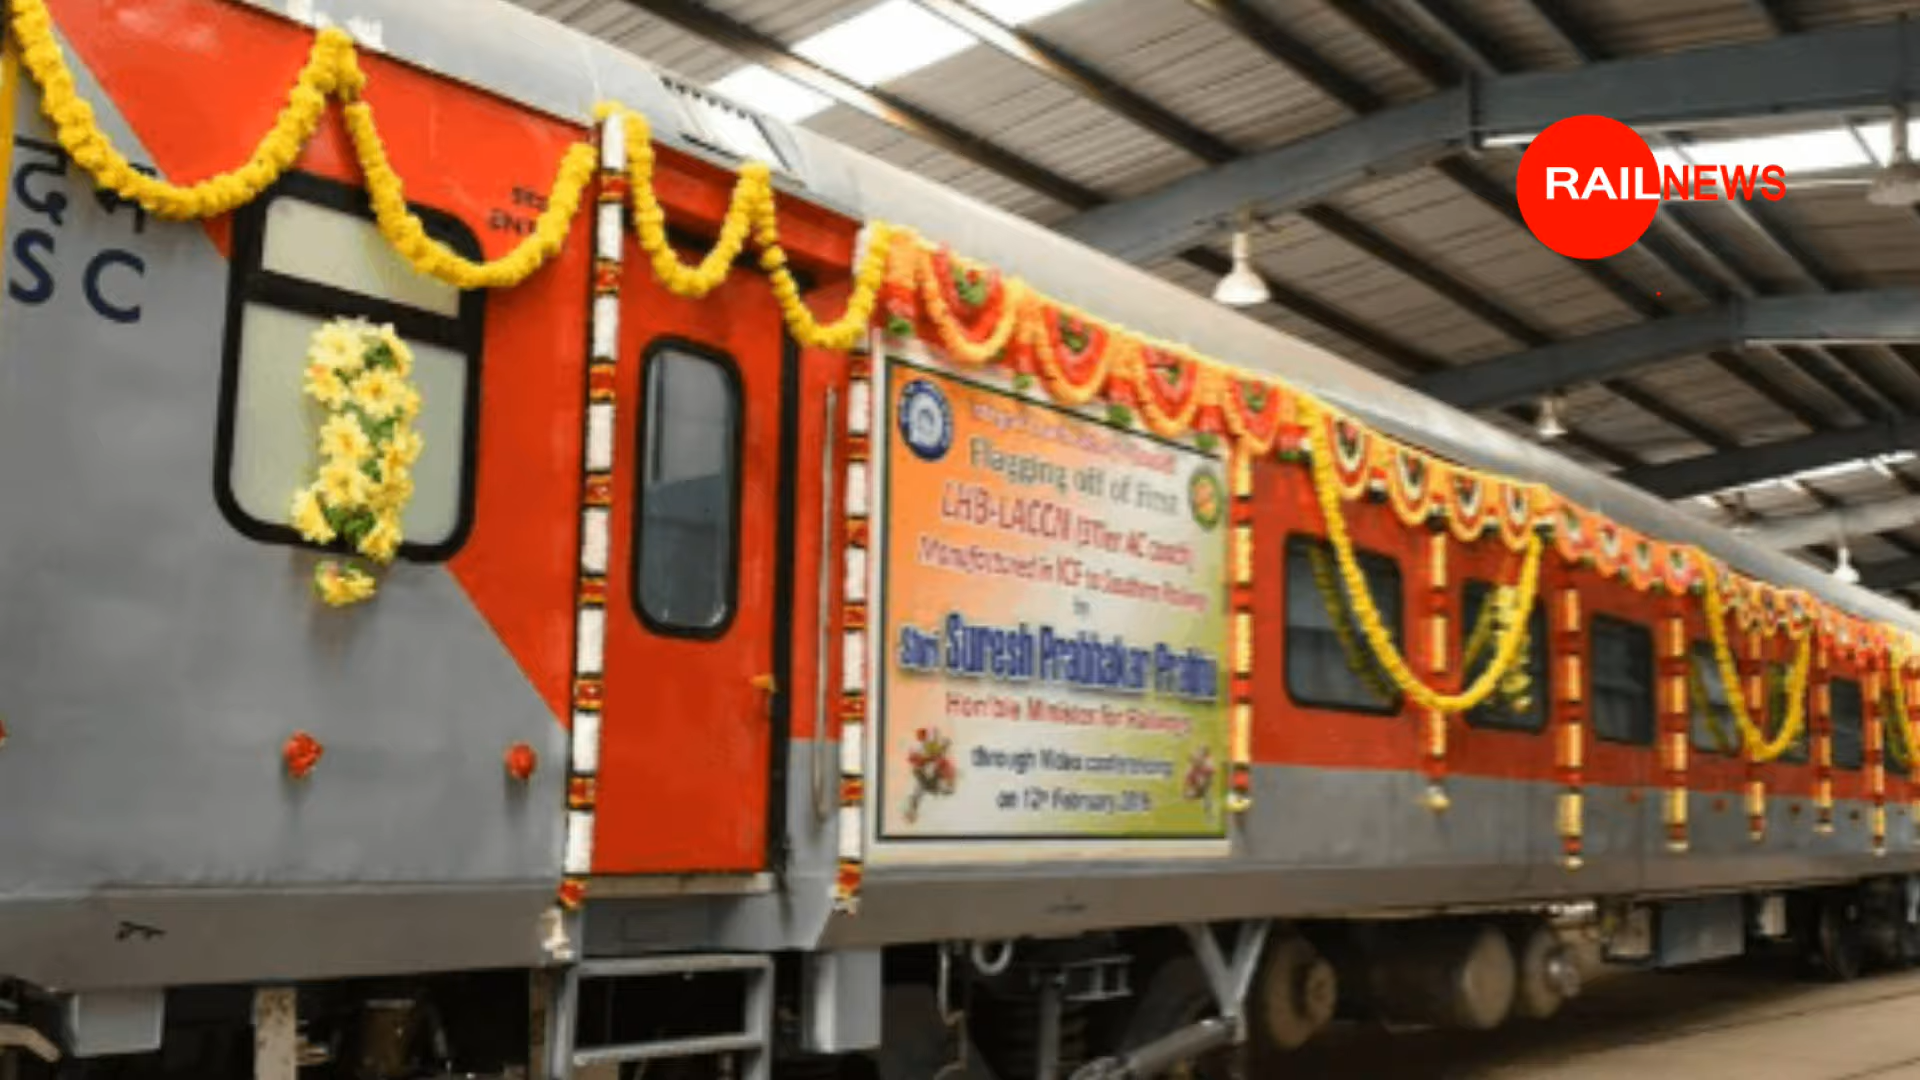 RAILNEWS
S C
Flagging off of First
LHB-LACCN (3Tier AC coach)
Manufactured in ICF to Southern Railway
by
Shri Suresh Prabhakar Prabhu
Hon'ble Minister for Railways
through Video conferencing
on 12th February